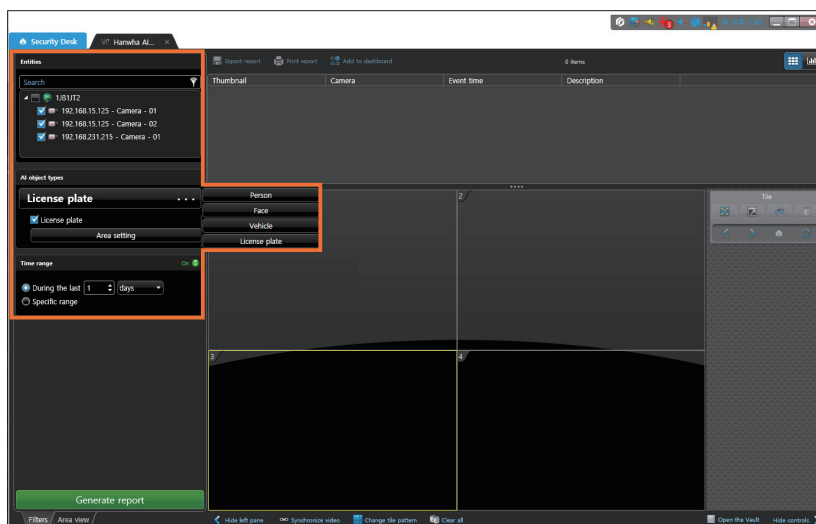 3
Security Desk
Hanwha AI... ×
Entities
Export report
Print report
Add to dashboard
0 items
Search
Thumbnail
Camera
Event time
Description
1JB1JT2
192.168.15.125 - Camera - 01
192.168.15.125 - Camera - 02
192.168.231.215 - Camera - 01
AI object types
License plate ...
License plate
Area setting
Person
Face
Vehicle
License plate
2
Tile
Time range
On
During the last 1 days
Specific range
3
4
Generate report
Filters
Area view
Hide left pane
Synchronize video
Change tile pattern
Clear all
Open the Vault
Hide controls